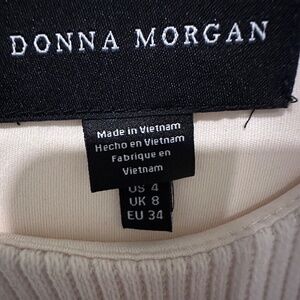 DONNA MORGAN
Made in Vietnam
Hecho en Vietnam
Fabrique en
Vietnam
US 4
UK 8
EU 34